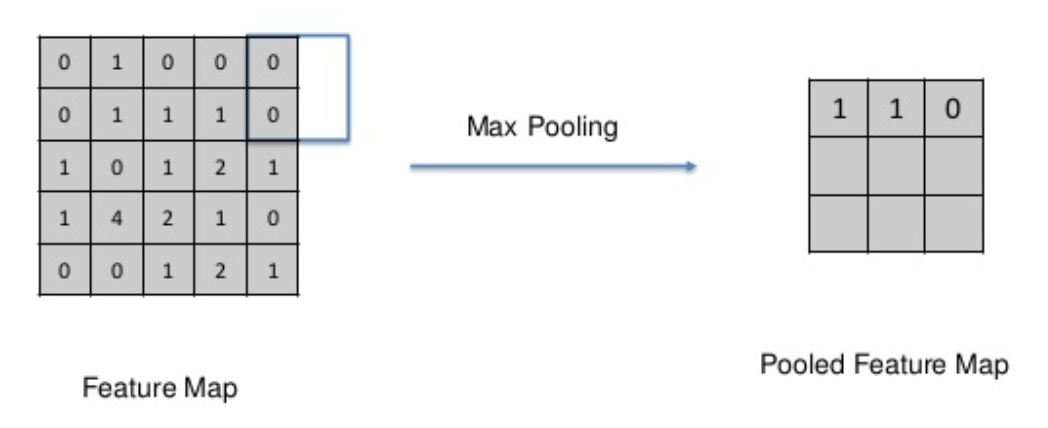 0 1 0 0 0
0 1 1 1 0
1 0 1 2 1
1 4 2 1 0
0 0 1 2 1
Max Pooling
1 1 0
Feature Map
Pooled Feature Map